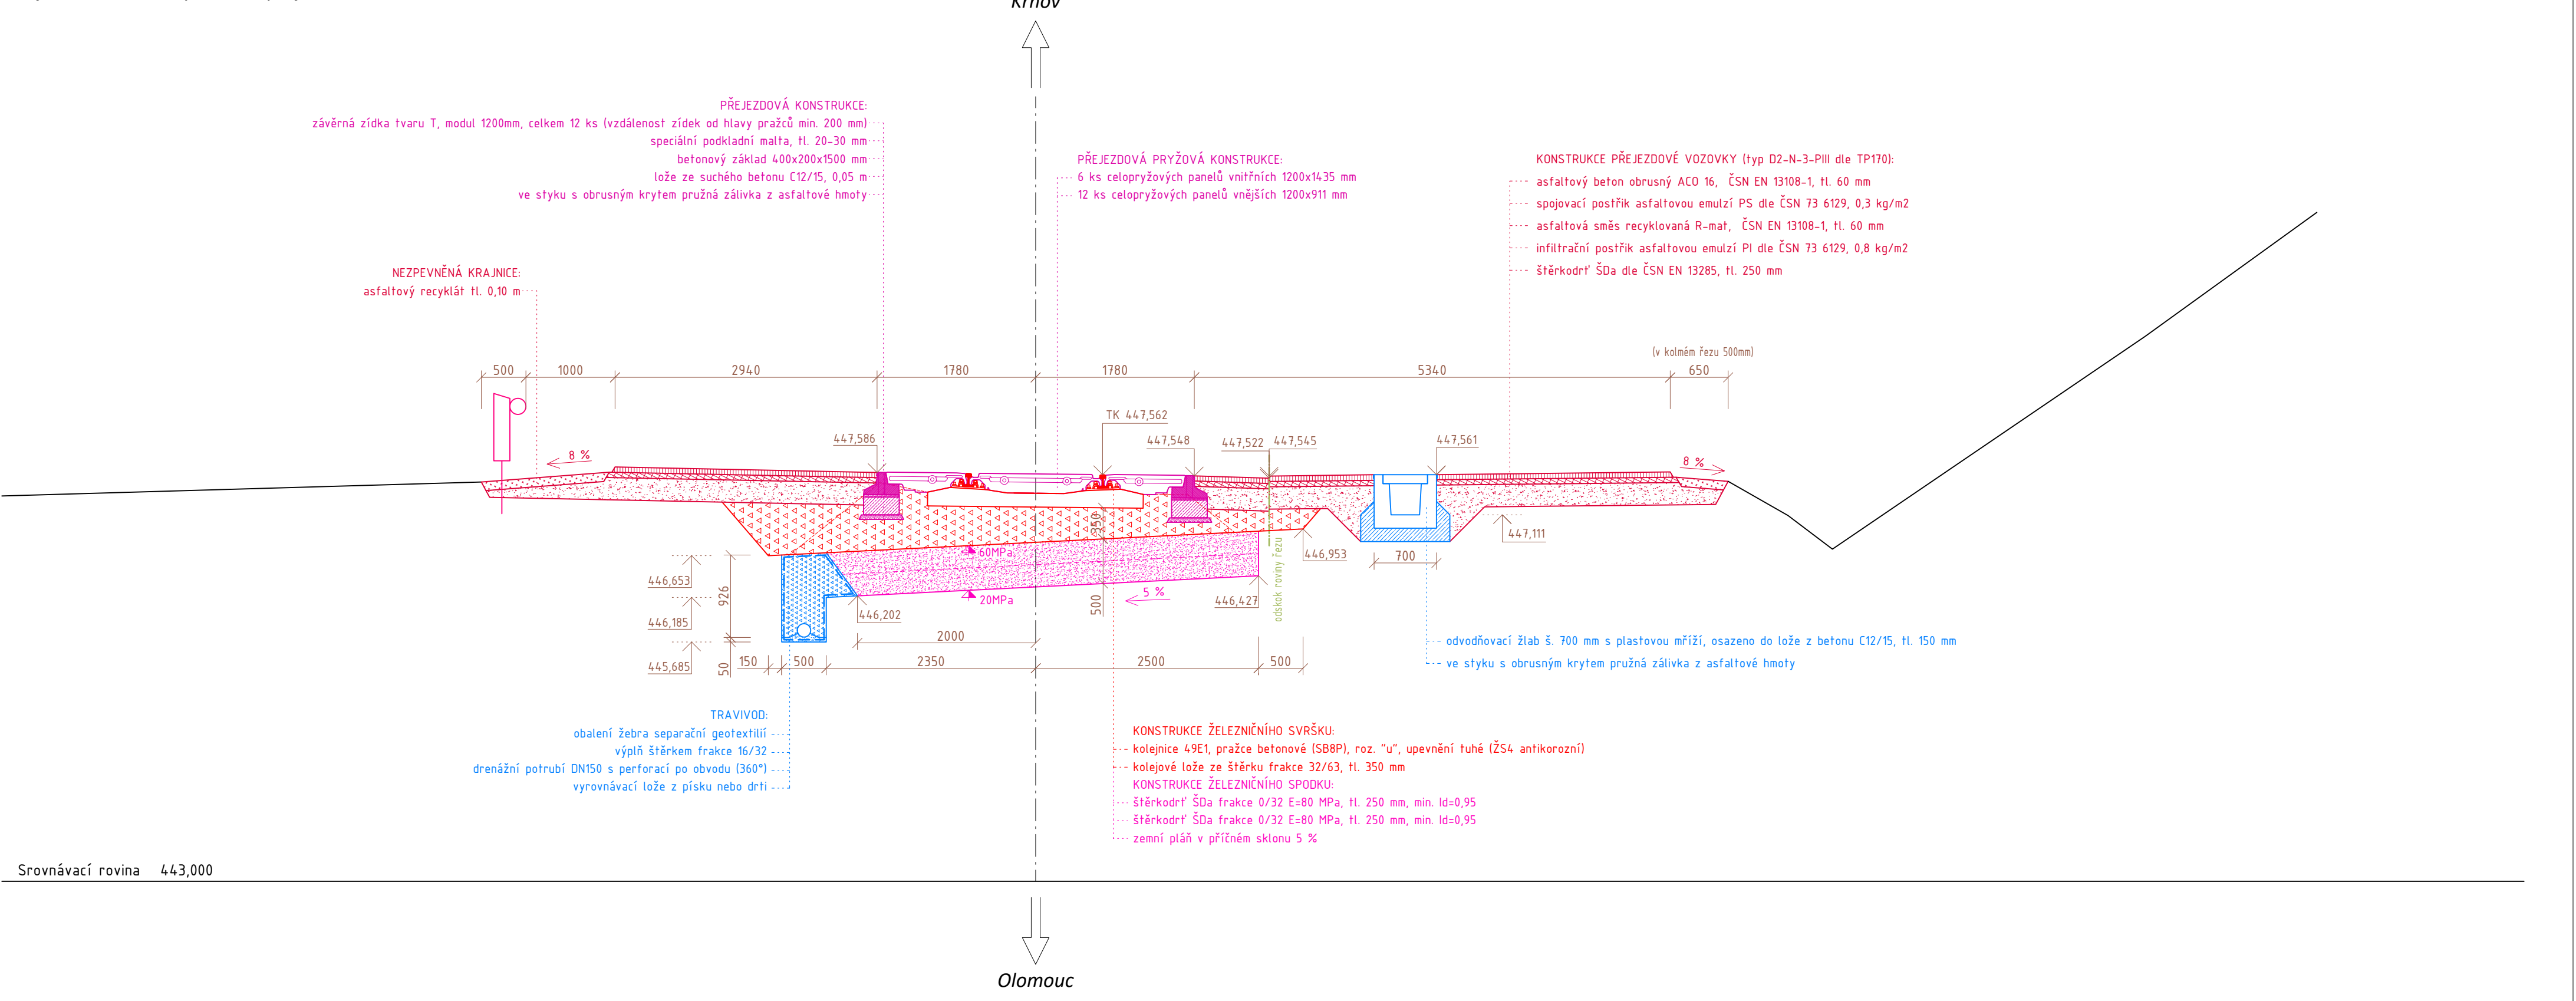 Krnov
PŘEJEZDOVÁ KONSTRUKCE:
závěrná zídka tvaru T, modul 1200mm, celkem 12 ks (vzdálenost zídek od hlavy pražců min. 200 mm)
speciální podkladní malta, tl. 20-30 mm
betonový základ 400x200x1500 mm
lože ze suchého betonu C12/15, 0,05 m
ve styku s obrusným krytem pružná zálivka z asfaltové hmoty
PŘEJEZDOVÁ PRYŽOVÁ KONSTRUKCE:
6 ks celopryžových panelů vnitřních 1200x1435 mm
12 ks celopryžových panelů vnějších 1200x911 mm
KONSTRUKCE PŘEJEZDOVÉ VOZOVKY (typ D2-N-3-PIII dle TP170):
asfaltový beton obrusný ACO 16, ČSN EN 13108-1, tl. 60 mm
spojovací postřik asfaltovou emulzí PS dle ČSN 73 6129, 0,3 kg/m2
asfaltová směs recyklovaná R-mat, ČSN EN 13108-1, tl. 60 mm
infiltrační postřik asfaltovou emulzí PI dle ČSN 73 6129, 0,8 kg/m2
štěrkodrť ŠDa dle ČSN EN 13285, tl. 250 mm
NEZPEVNĚNÁ KRAJNICE:
asfaltový recyklát tl. 0,10 m
(v kolmém řezu 500mm)
500 1000 2940 1780 1780 5340 650
TK 447,562
447,586 447,548 447,522 447,545 447,561
8 %
8 %
350
60MPa
446,953
447,111
700
446,653
926
500
20MPa
5 %
446,427
odskok roviny řezu
446,202
446,185
2000
445,685
50
150 500 2350 2500 500
odvodňovací žlab š. 700 mm s plastovou mříží, osazeno do lože z betonu C12/15, tl. 150 mm
ve styku s obrusným krytem pružná zálivka z asfaltové hmoty
TRAVIVOD:
obalení žebra separační geotextilií
výplň štěrkem frakce 16/32
drenážní potrubí DN150 s perforací po obvodu (360°)
vyrovnávací lože z písku nebo drti
KONSTRUKCE ŽELEZNIČNÍHO SVRŠKU:
kolejnice 49E1, pražce betonové (SB8P), roz. "u", upevnění tuhé (ŽS4 antikorozní)
kolejové lože ze štěrku frakce 32/63, tl. 350 mm
KONSTRUKCE ŽELEZNIČNÍHO SPODKU:
štěrkodrť ŠDa frakce 0/32 E=80 MPa, tl. 250 mm, min. Id=0,95
štěrkodrť ŠDa frakce 0/32 E=80 MPa, tl. 250 mm, min. Id=0,95
zemní pláň v příčném sklonu 5 %
Srovnávací rovina 443,000
Olomouc